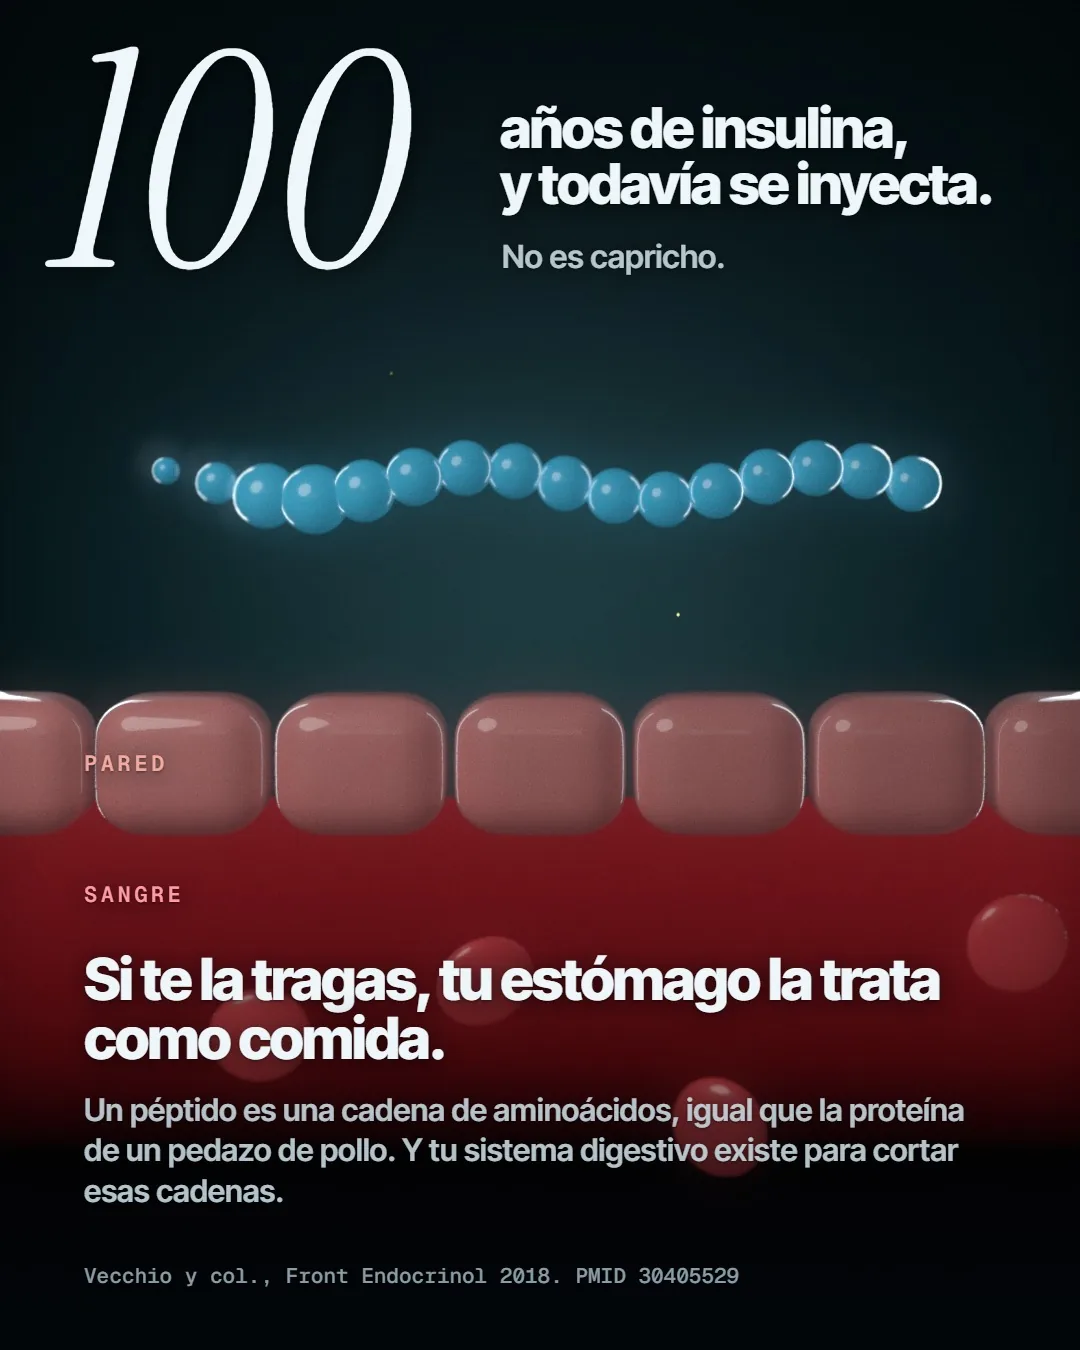 100
años de insulina,
y todavía se inyecta.
No es capricho.
PARED
SANGRE
Si te la tragas, tu estómago la trata
como comida.
Un péptido es una cadena de aminoácidos, igual que la proteína
de un pedazo de pollo. Y tu sistema digestivo existe para cortar
esas cadenas.
Vecchio y col., Front Endocrinol 2018. PMID 30405529